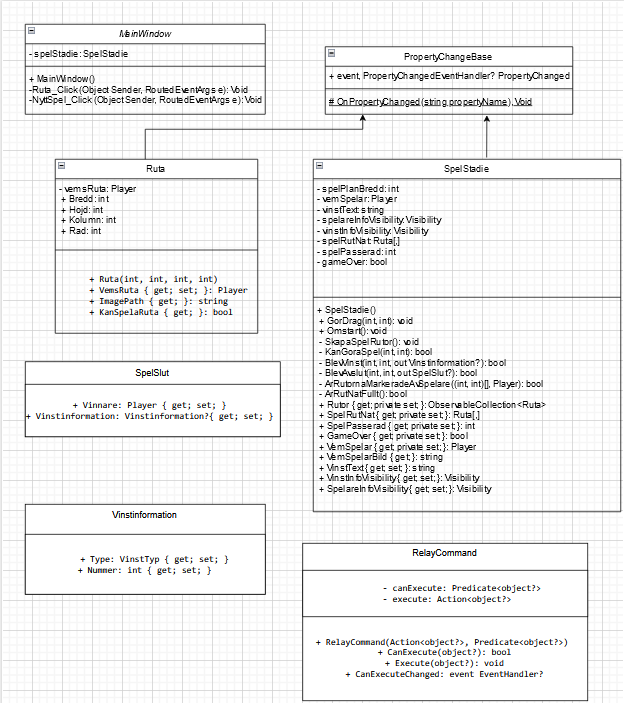 MainWindow
- spelStadie: SpelStadie
+ MainWindow()
-Ruta_Click(Object Sender, RoutedEventArgs e): Void
-NyttSpel_Click(Object Sender, RoutedEventArgs e):Void
PropertyChangeBase
+ event, PropertyChangedEventHandler? PropertyChanged
# OnPropertyChanged(string propertyName), Void
Ruta
- vemsRuta: Player
+ Bredd: int
+ Hojd: int
+ Kolumn: int
+ Rad: int
+ Ruta(int, int, int, int)
+ VemsRuta { get; set; }: Player
+ ImagePath { get; }: string
+ KanSpelaRuta { get; }: bool
SpelStadie
- spelPlanBredd: int
- vemSpelar: Player
- vinstText: string
- spelareInfoVisibility: Visibility
- vinstInfoVisibility: Visibility
- spelRutNat: Ruta[,]
- spelPasserad: int
- gameOver: bool
+ SpelStadie()
+ GorDrag(int, int): void
+ Omstart(): void
- SkapaSpelRutor(): void
- KanGoraSpel(int, int): bool
- BlevVinst(int, int, out Vinstinformation?): bool
- BlevAvslut(int, int, out SpelSlut?): bool
- ArRutornaMarkeradeAvSpelare((int, int)[], Player): bool
- ArRutNatFullt(): bool
+ Rutor { get; private set; }: ObservableCollection<Ruta>
+ SpelRutNat { get; private set; }: Ruta[,]
+ SpelPasserad { get; private set; }: int
+ GameOver { get; private set; }: bool
+ VemSpelar { get; private set; }: Player
+ VemSpelarBild { get; }: string
+ VinstText { get; set; }: string
+ VinstInfoVisibility { get; set; }: Visibility
+ SpelareInfoVisibility { get; set; }: Visibility
SpelSlut
+ Vinnare: Player { get; set; }
+ Vinstinformation: Vinstinformation?{ get; set; }
Vinstinformation
+ Type: VinstTyp { get; set; }
+ Nummer: int { get; set; }
RelayCommand
- canExecute: Predicate<object?>
- execute: Action<object?>
+ RelayCommand(Action<object?>, Predicate<object?>)
+ CanExecute(object?): bool
+ Execute(object?): void
+ CanExecuteChanged: event EventHandler?